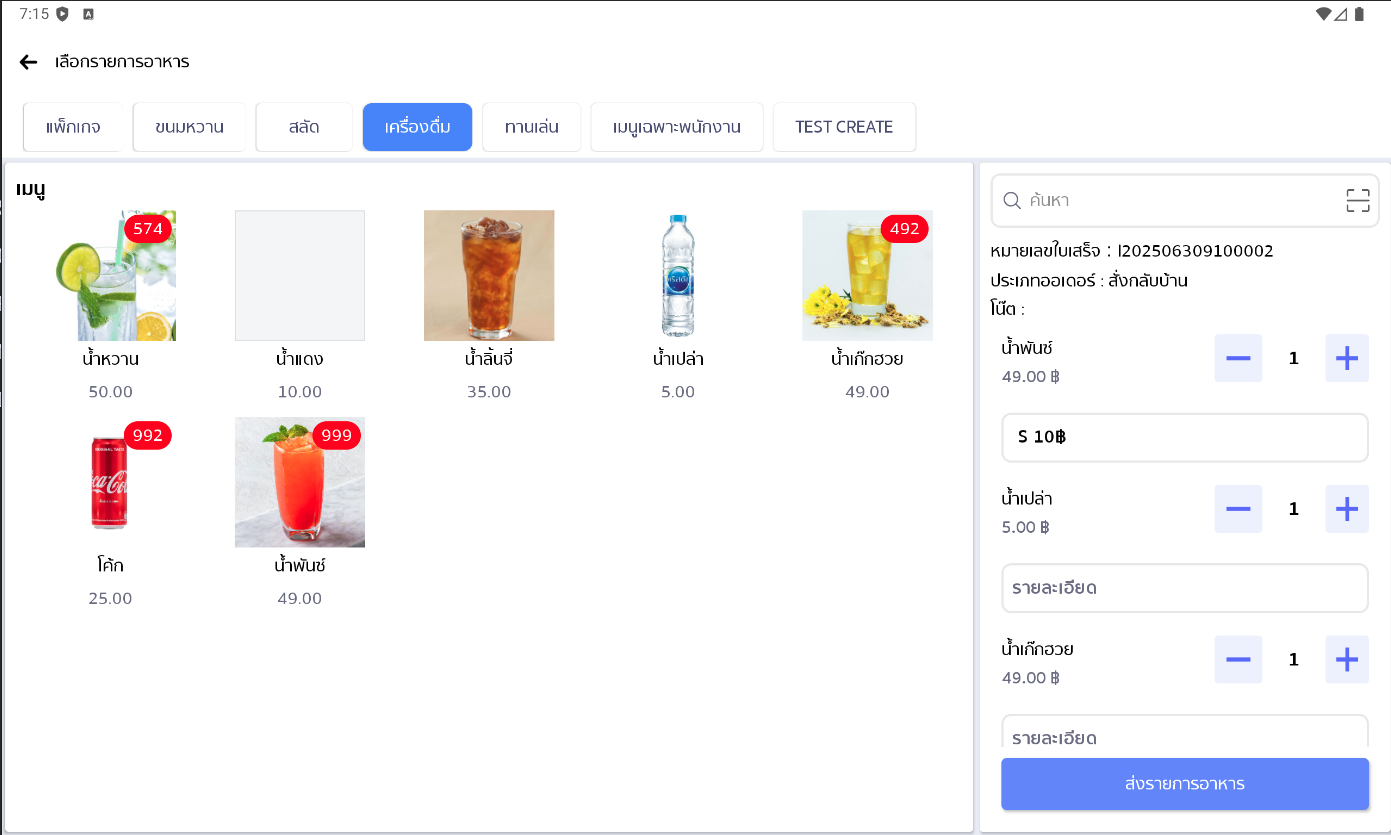 7:15
เลือกรายการอาหาร
แพ็กเกจ
ขนมหวาน
สลัด
เครื่องดื่ม
ทานเล่น
เมนูเฉพาะพนักงาน
TEST CREATE
เมนู
574
น้ำหวาน
50.00
น้ำแดง
10.00
น้ำลิ้นจี่
35.00
น้ำเปล่า
5.00
492
น้ำเก๊กฮวย
49.00
992
Coca-Col
โค้ก
25.00
999
น้ำพันช์
49.00
ค้นหา
หมายเลขใบเสร็จ : I202506309100002
ประเภทออเดอร์ : สั่งกลับบ้าน
โน๊ต :
น้ำพันช์
49.00 ฿
1
S 10฿
น้ำเปล่า
5.00 ฿
1
รายละเอียด
น้ำเก๊กฮวย
49.00 ฿
1
รายละเอียด
ส่งรายการอาหาร